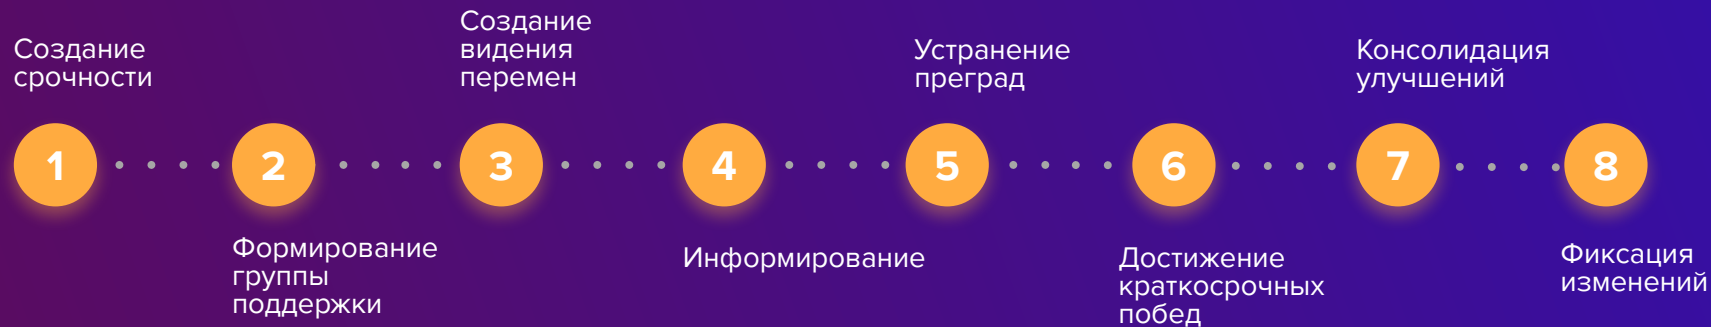 Создание
срочности
1
Формирование
группы
поддержки
2
Создание
видения
перемен
3
Информирование
4
Устранение
преград
5
Достижение
краткосрочных
побед
6
Консолидация
улучшений
7
Фиксация
изменений
8